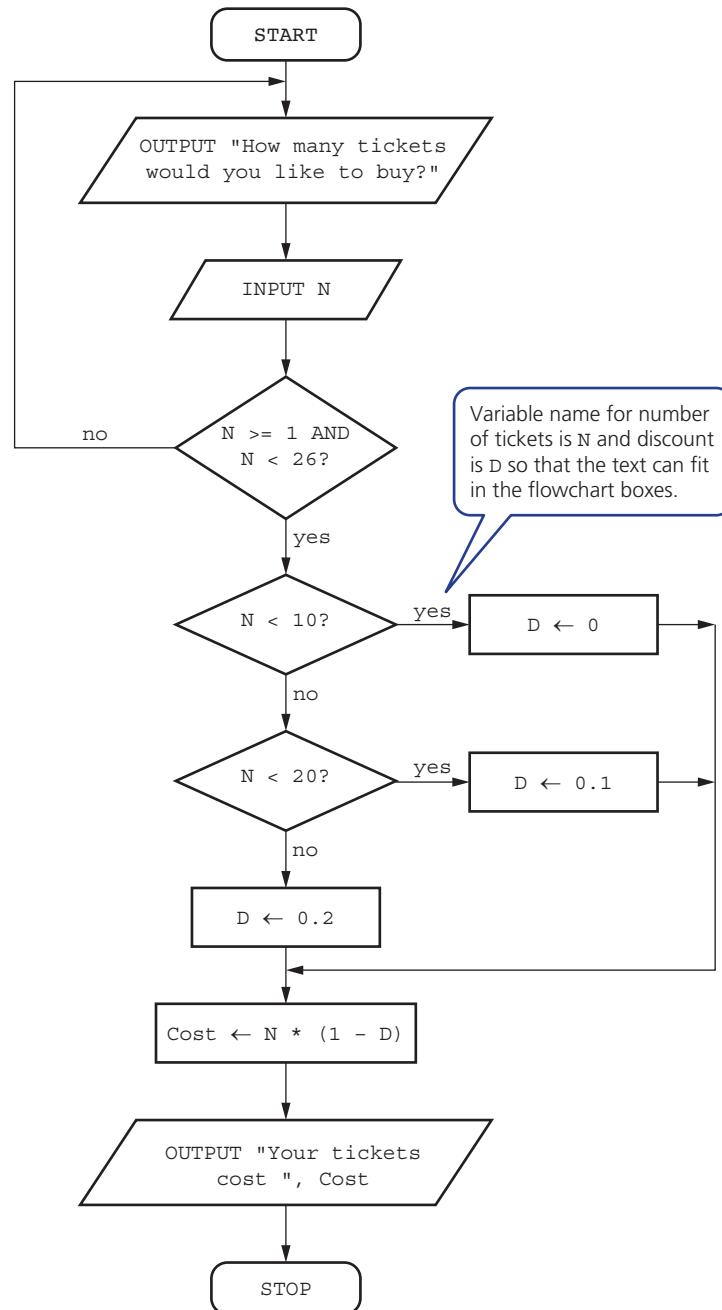 START
OUTPUT "How many tickets
would you like to buy?"
INPUT N
N >= 1 AND
N < 26?
no
yes
Variable name for number
of tickets is N and discount
is D so that the text can fit
in the flowchart boxes.
N < 10?
yes
D ← 0
no
N < 20?
yes
D ← 0.1
no
D ← 0.2
Cost ← N * (1 – D)
OUTPUT "Your tickets
cost ", Cost
STOP